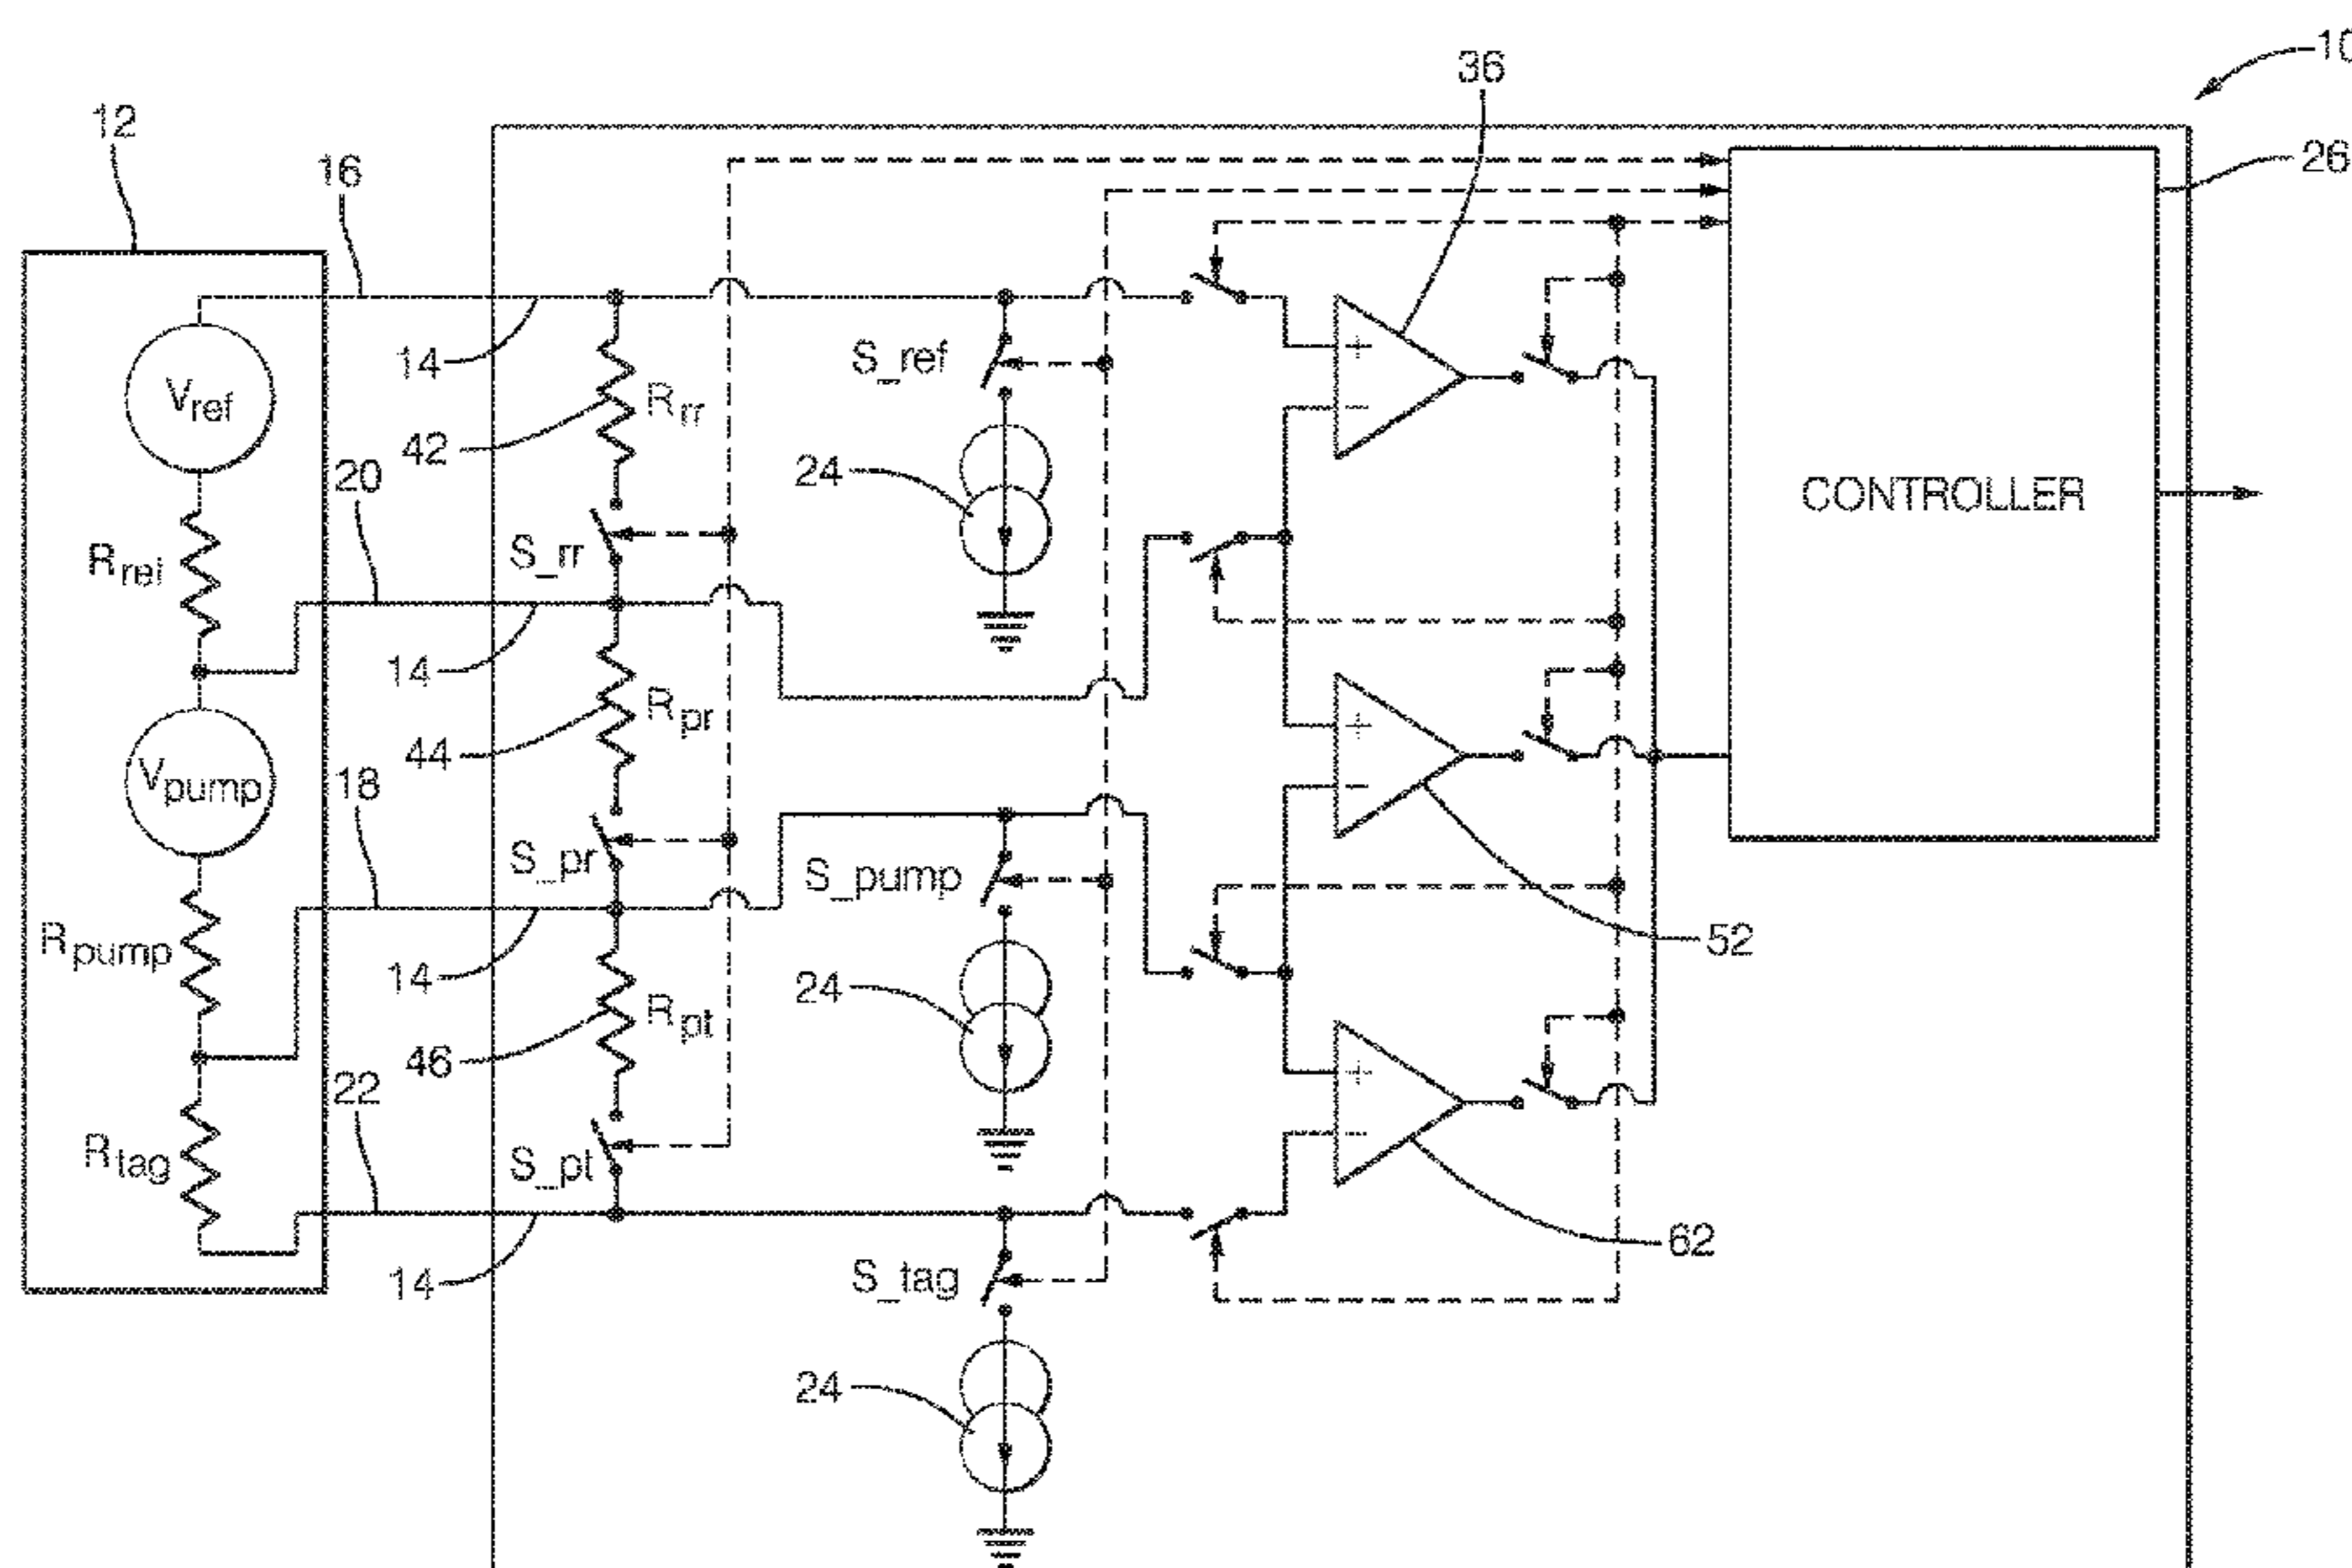 10
36
12
16
26
14
S_ref
Vref
Rrr
42
24
20
CONTROLLER
Rref
S_rr
14
Rpr
44
Vpump
18
S_pr
S_pump
Rpump
52
14
24
Rpt
46
22
Rtag
S_pt
62
14
S_tag
24